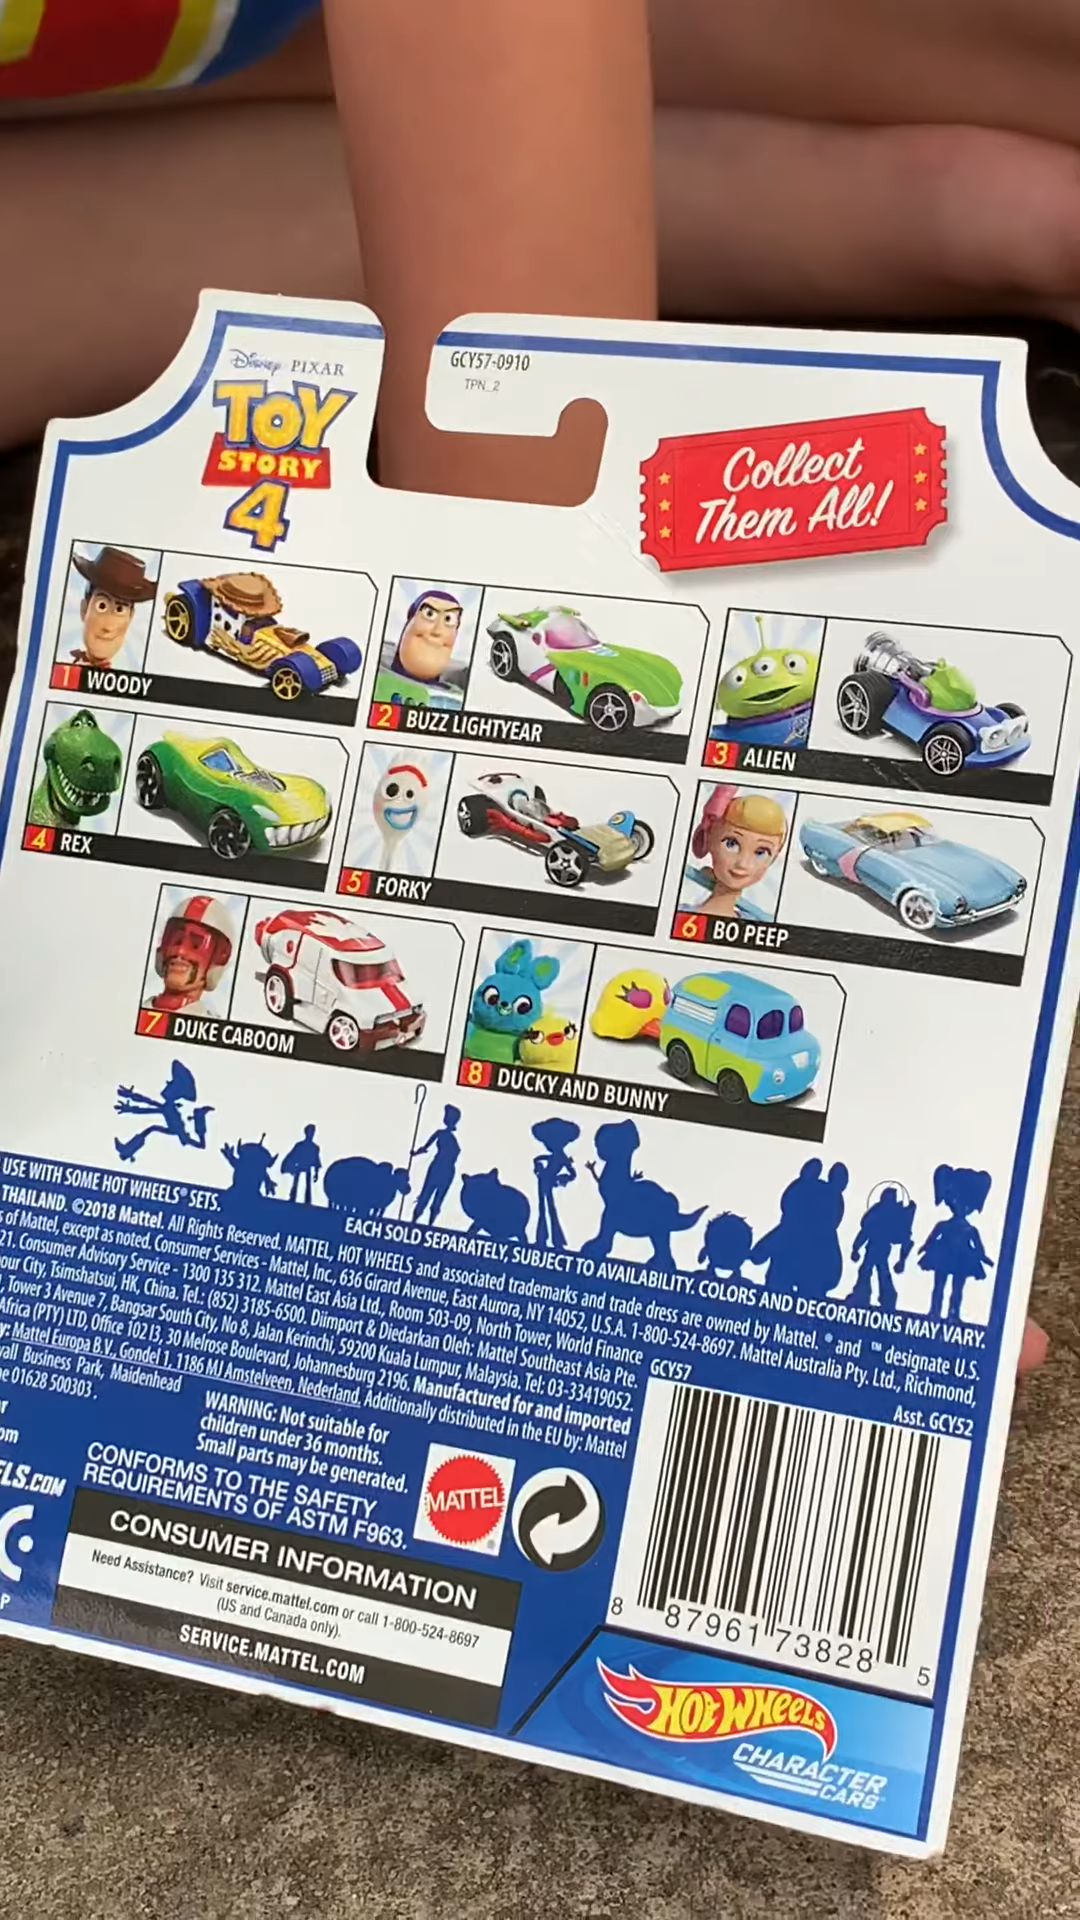 Disney PIXAR
TOY
STORY
4
GCY57-0910
TPN_2
Collect
Them All!
1 WOODY
2 BUZZ LIGHTYEAR
3 ALIEN
4 REX
5 FORKY
6 BO PEEP
7 DUKE CABOOM
8 DUCKY AND BUNNY
USE WITH SOME HOT WHEELS® SETS.
EACH SOLD SEPARATELY, SUBJECT TO AVAILABILITY. COLORS AND DECORATIONS MAY VARY.
THAILAND. ©2018 Mattel. All Rights Reserved. MATTEL, HOT WHEELS and associated trademarks and trade dress are owned by Mattel. ® and ™ designate U.S.
of Mattel, except as noted. Consumer Services - Mattel, Inc., 636 Girard Avenue, East Aurora, NY 14052, U.S.A. 1-800-524-8697. Mattel Australia Pty. Ltd., Richmond,
21. Consumer Advisory Service - 1300 135 312. Mattel East Asia Ltd., Room 503-09, North Tower, World Finance
City, Tsimshatsui, HK, China. Tel.: (852) 3185-6500. Diimport & Diedarkan Oleh: Mattel Southeast Asia Pte.
Tower 3 Avenue 7, Bangsar South City, No 8, Jalan Kerinchi, 59200 Kuala Lumpur, Malaysia. Tel: 03-33419052.
Africa (PTY) LTD, Office 102 I3, 30 Melrose Boulevard, Johannesburg 2196. Manufactured for and imported
Mattel Europa B.V., Gondel 1, 1186 MJ Amstelveen, Nederland. Additionally distributed in the EU by: Mattel
Business Park, Maidenhead
01628 500303.
GCY57
Asst. GCY52
WARNING: Not suitable for
children under 36 months.
Small parts may be generated.
CONFORMS TO THE SAFETY
REQUIREMENTS OF ASTM F963.
MATTEL
CONSUMER INFORMATION
Need Assistance? Visit service.mattel.com or call 1-800-524-8697
(US and Canada only).
SERVICE.MATTEL.COM
8 87961 73828 5
HOT WHEELS
CHARACTER
CARS